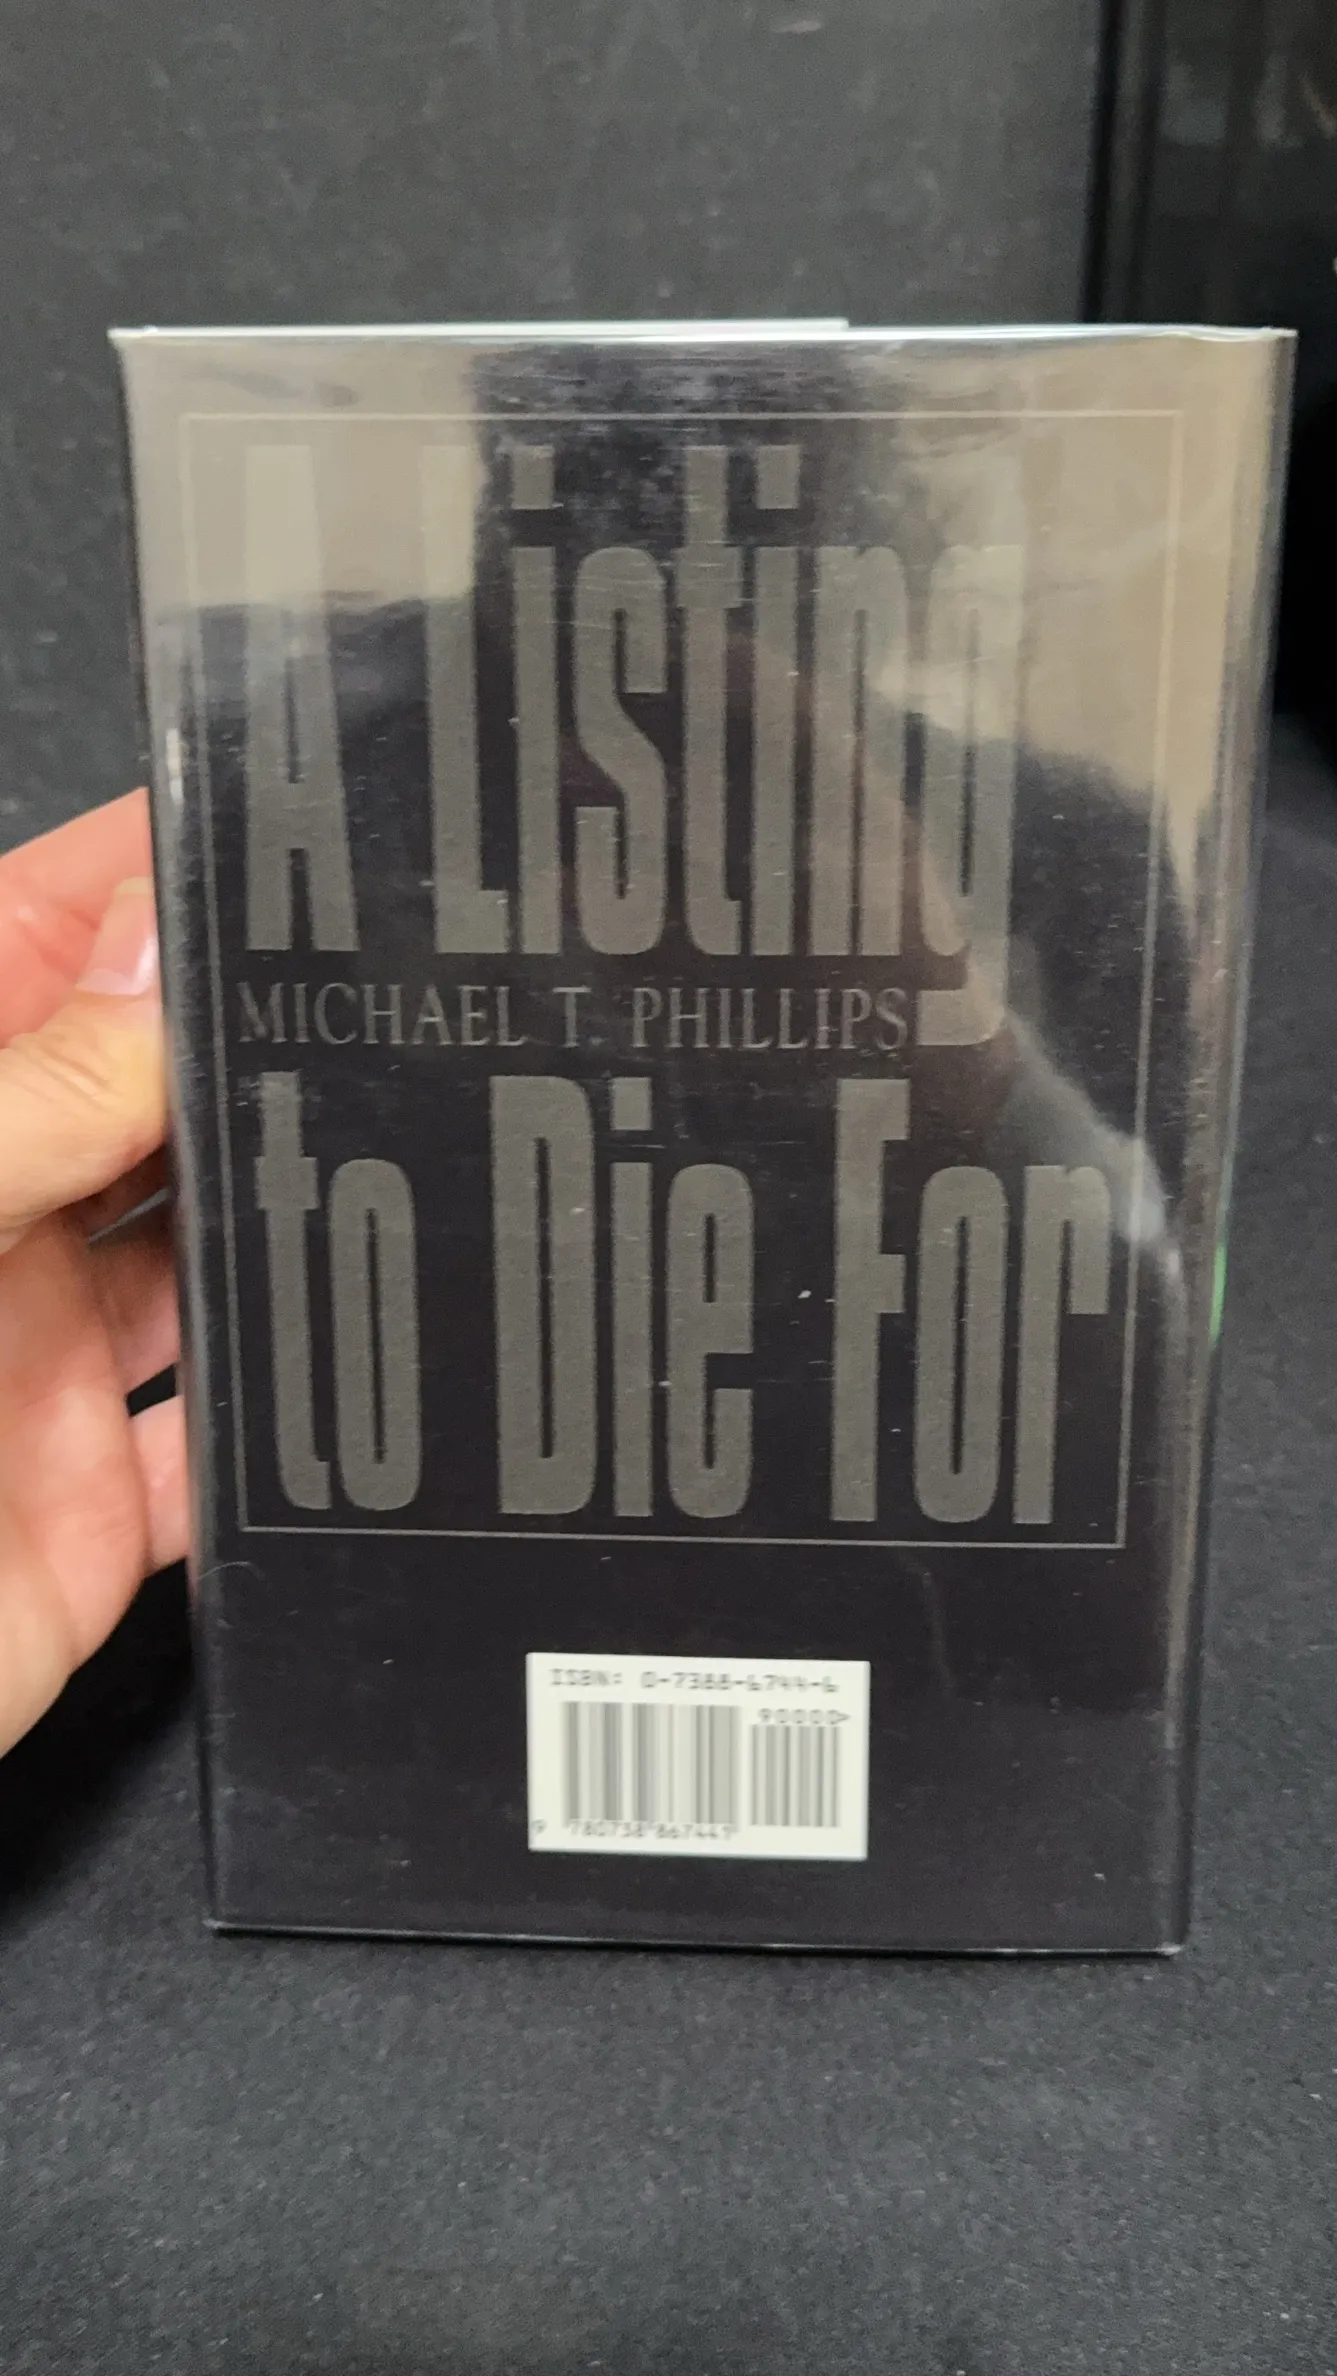 A Listing
MICHAEL T. PHILLIPS
to Die For
ISBN: 0-7388-6744-6
90000>
9 780738 867441